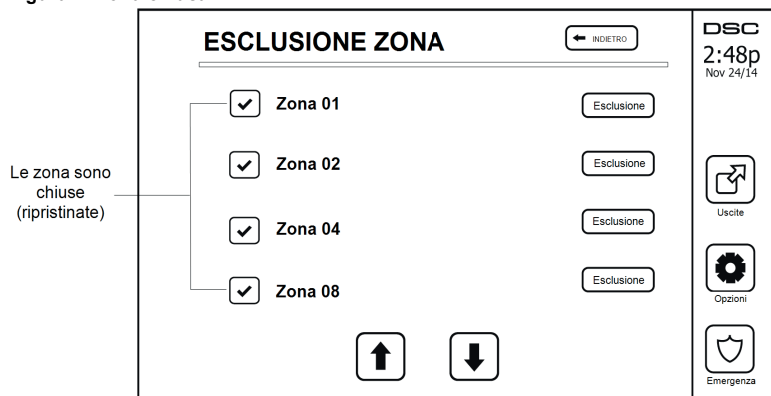 ESCLUSIONE ZONA
INDIETRO
DSC
2:48p
Nov 24/14
Zona 01
Esclusione
Zona 02
Esclusione
Le zona sono
chiuse
(ripristinate)
Zona 04
Esclusione
Zona 08
Esclusione
Uscite
Opzioni
Emergenza